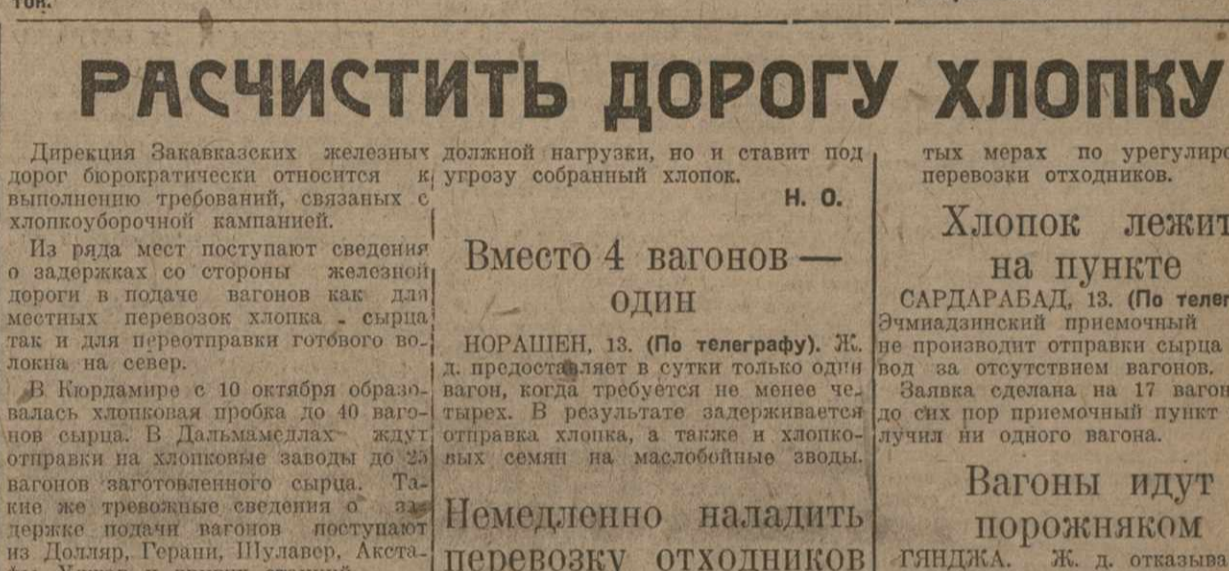 ток.
РАСЧИСТИТЬ ДОРОГУ ХЛОПКУ
Дирекция Закавказских железных
дорог бюрократически относится к
выполнению требований, связаных с
хлопкоуборочной кампанией.
Из ряда мест поступают сведения
о задержках со стороны железной
дороги в подаче вагонов как для
местных перевозок хлопка - сырца
так и для переотправки готового во-
локна на север.
В Кюрдамире с 10 октября образо-
валась хлопковая пробка до 40 ваго-
нов сырца. В Дальмамедлах ждут
отправки на хлопковые заводы до 25
вагонов заготовленного сырца. Та-
кие же тревожные сведения о за-
держке подачи вагонов поступают
из Долляр, Герани, Шулавер, Акста-
должной нагрузки, но и ставит под
угрозу собранный хлопок.
Н. О.
Вместо 4 вагонов —
один
НОРАШЕН, 13. (По телеграфу). Ж.
д. предоставляет в сутки только один
вагон, когда требуется не менее че-
тырех. В результате задерживается
отправка хлопка, а также и хлопко-
вых семян на маслобойные зводы.
Немедленно наладить
перевозку отходников
тых мерах по урегулиро
перевозки отходников.
Хлопок лежит
на пункте
САРДАРАБАД, 13. (По телег
Эчмиадзинский приемочный
не производит отправки сырца
вод за отсутствием вагонов.
Заявка сделана на 17 вагон
до сих пор приемочный пункт
лучил ни одного вагона.
Вагоны идут
порожняком
ГЯНДЖА. Ж. д. отказыва